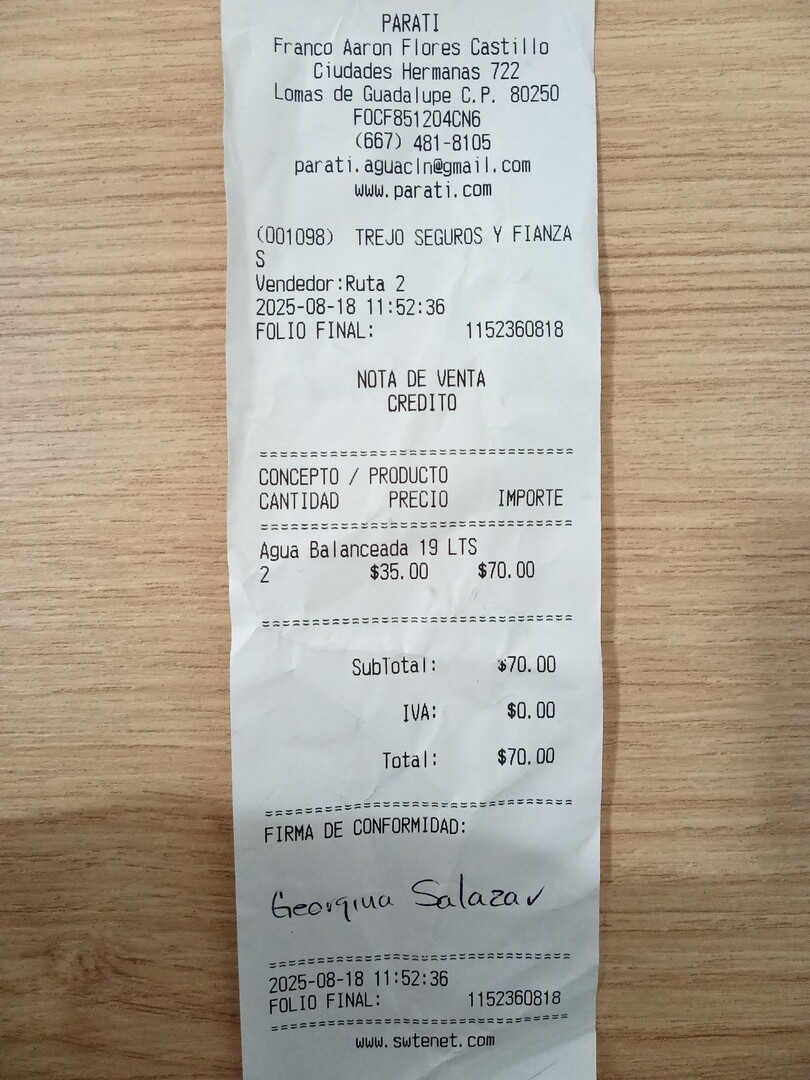 PARATI
Franco Aaron Flores Castillo
Ciudades Hermanas 722
Lomas de Guadalupe C.P. 80250
FOCF851204CN6
(667) 481-8105
parati.aguacln@gmail.com
www.parati.com
(001098) TREJO SEGUROS Y FIANZA
S
Vendedor:Ruta 2
2025-08-18 11:52:36
FOLIO FINAL: 1152360818
NOTA DE VENTA
CREDITO
===============================
CONCEPTO / PRODUCTO
CANTIDAD PRECIO IMPORTE
===============================
Agua Balanceada 19 LTS
2 $35.00 $70.00
===============================
SubTotal: $70.00
IVA: $0.00
Total: $70.00
===============================
FIRMA DE CONFORMIDAD:
Georgina Salazar
===============================
2025-08-18 11:52:36
FOLIO FINAL: 1152360818
===============================
www.swtenet.com